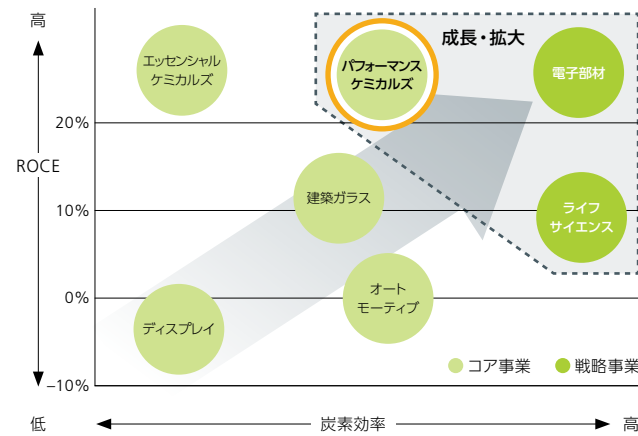 高
成長・拡大
エッセンシャル
ケミカルズ
パフォーマンス
ケミカルズ
電子部材
20%
ROCE
建築ガラス
ライフ
サイエンス
10%
オート
モーティブ
0%
ディスプレイ
コア事業
戦略事業
−10%
低
炭素効率
高